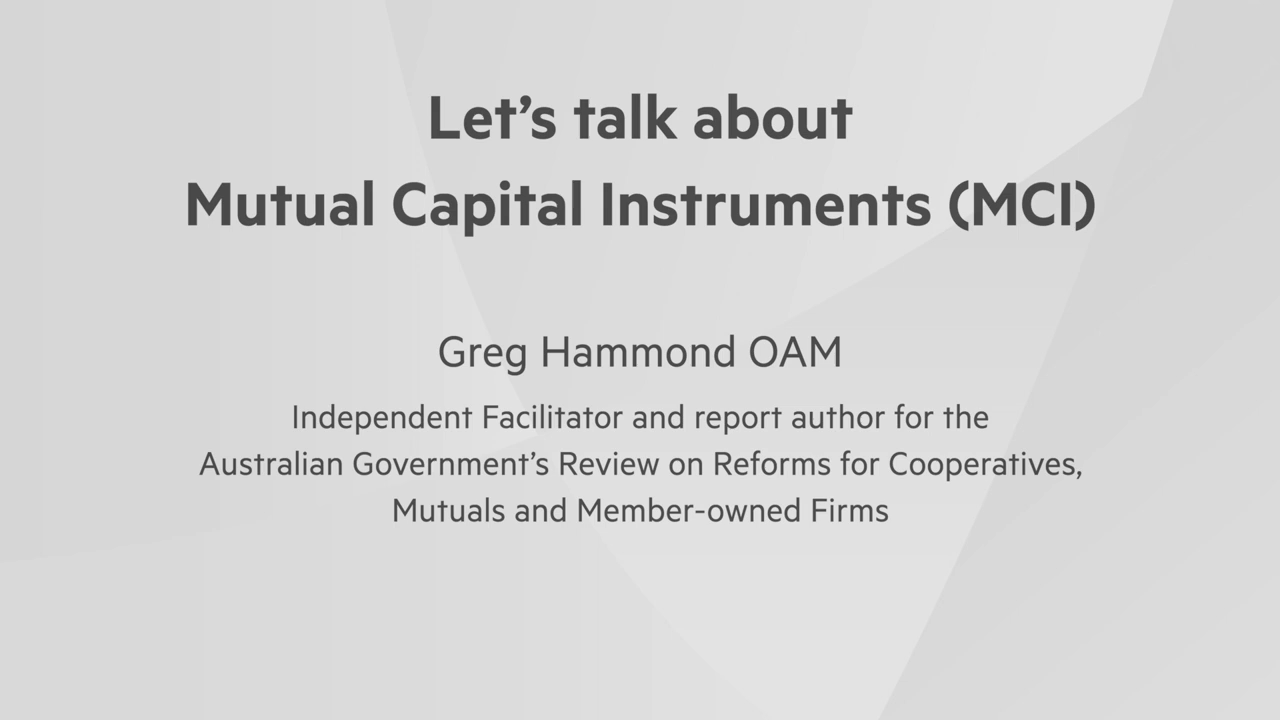 Let’s talk about
Mutual Capital Instruments (MCI)
Greg Hammond OAM
Independent Facilitator and report author for the
Australian Government’s Review on Reforms for Cooperatives,
Mutuals and Member-owned Firms